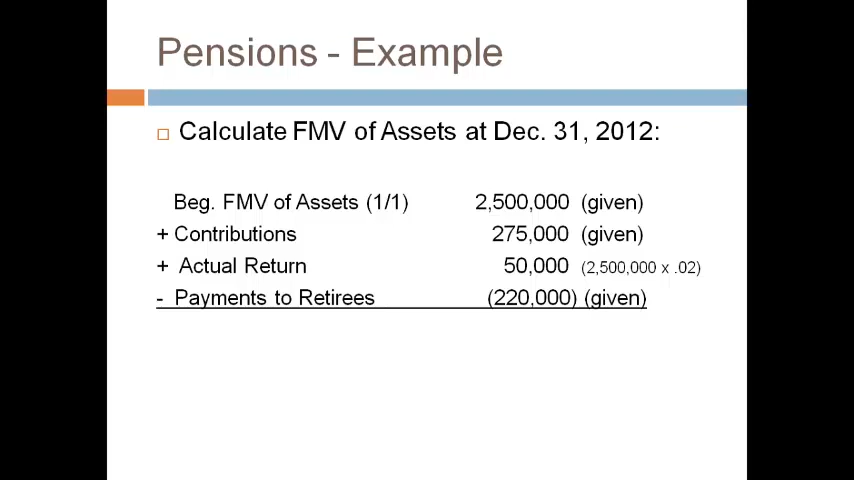 Pensions - Example
Calculate FMV of Assets at Dec. 31, 2012:
Beg. FMV of Assets (1/1) 2,500,000 (given)
+ Contributions 275,000 (given)
+ Actual Return 50,000 (2,500,000 x .02)
- Payments to Retirees (220,000) (given)